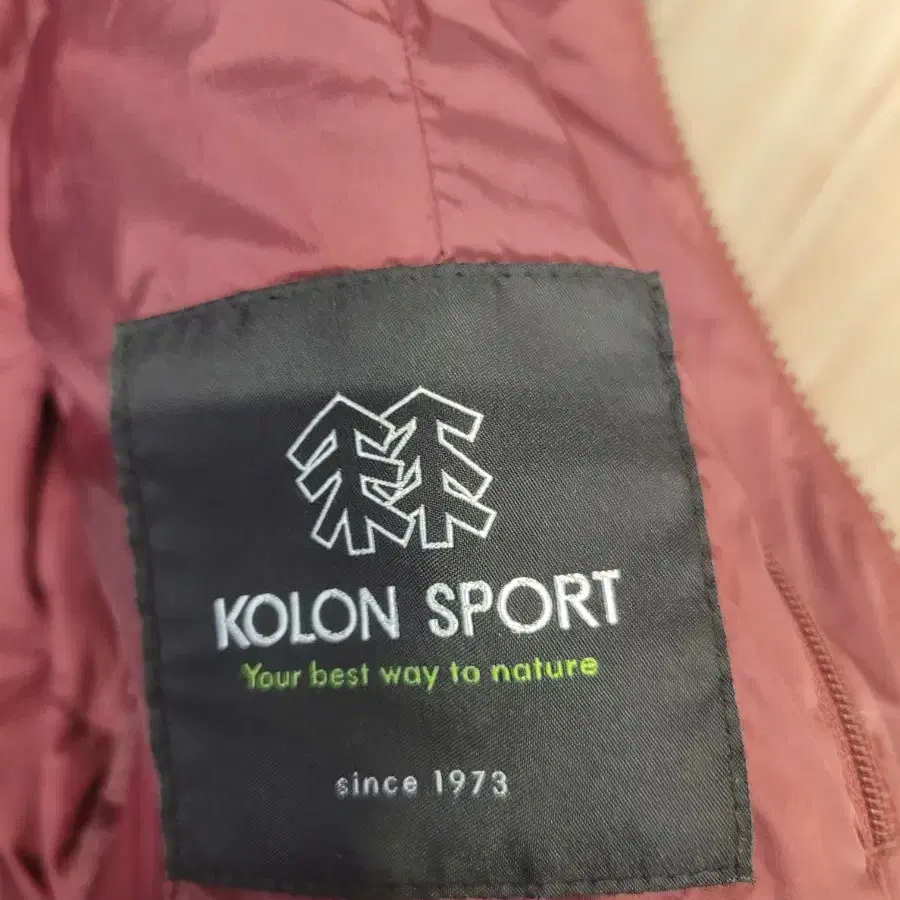 KOLON SPORT
Your best way to nature
since 1973